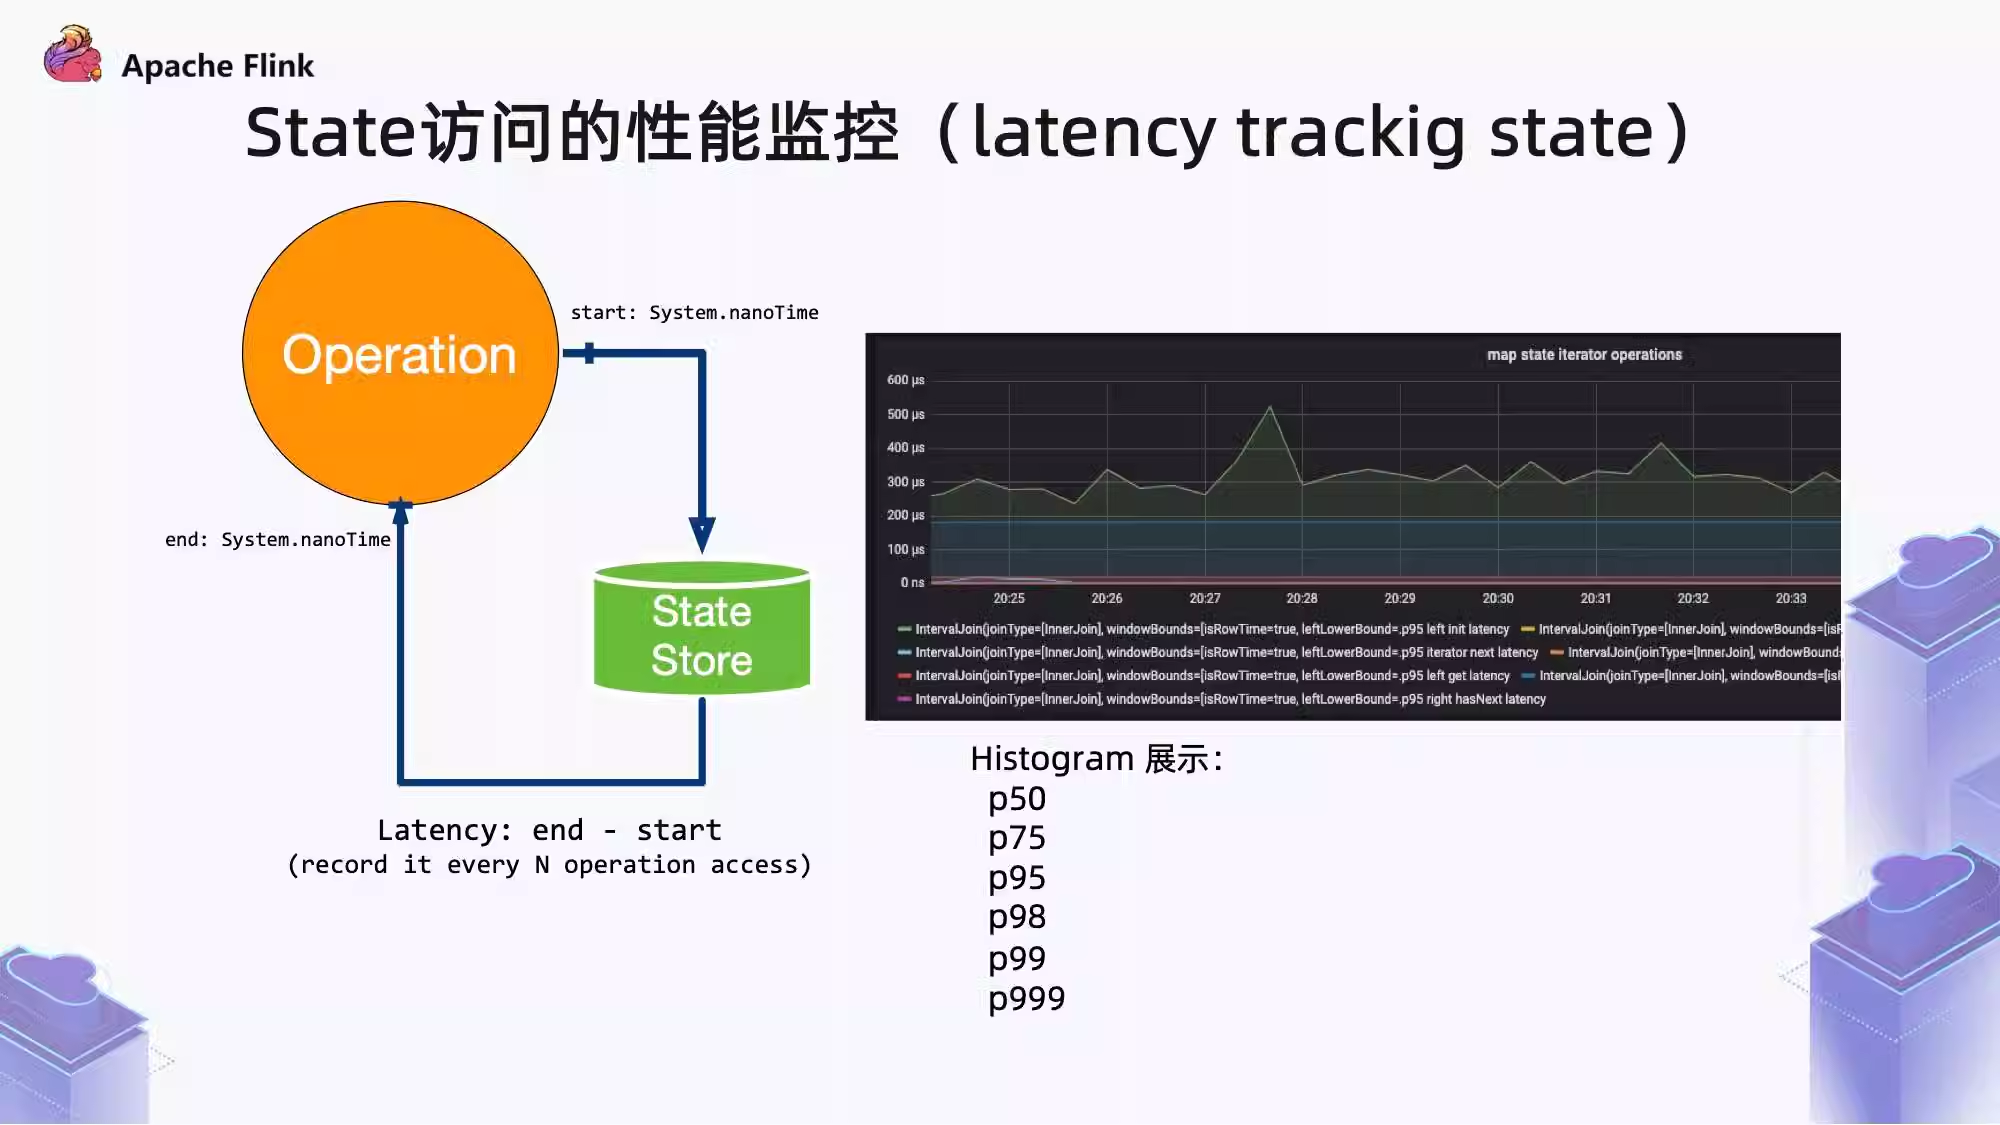 Apache Flink
State访问的性能监控（latency trackig state）
Operation
start: System.nanoTime
end: System.nanoTime
State
Store
Latency: end - start
(record it every N operation access)
map state iterator operations
600 µs
500 µs
400 µs
300 µs
200 µs
100 µs
0 ns
20:25 20:26 20:27 20:28 20:29 20:30 20:31 20:32 20:33
IntervalJoin(joinType=[InnerJoin], windowBounds=[isRowTime=true, leftLowerBound=.p95 left init latency IntervalJoin(joinType=[InnerJoin], windowBounds=[isR
IntervalJoin(joinType=[InnerJoin], windowBounds=[isRowTime=true, leftLowerBound=.p95 iterator next latency IntervalJoin(joinType=[InnerJoin], windowBounds
IntervalJoin(joinType=[InnerJoin], windowBounds=[isRowTime=true, leftLowerBound=.p95 left get latency IntervalJoin(joinType=[InnerJoin], windowBounds=[isR
IntervalJoin(joinType=[InnerJoin], windowBounds=[isRowTime=true, leftLowerBound=.p95 right hasNext latency
Histogram 展示：
p50
p75
p95
p98
p99
p999